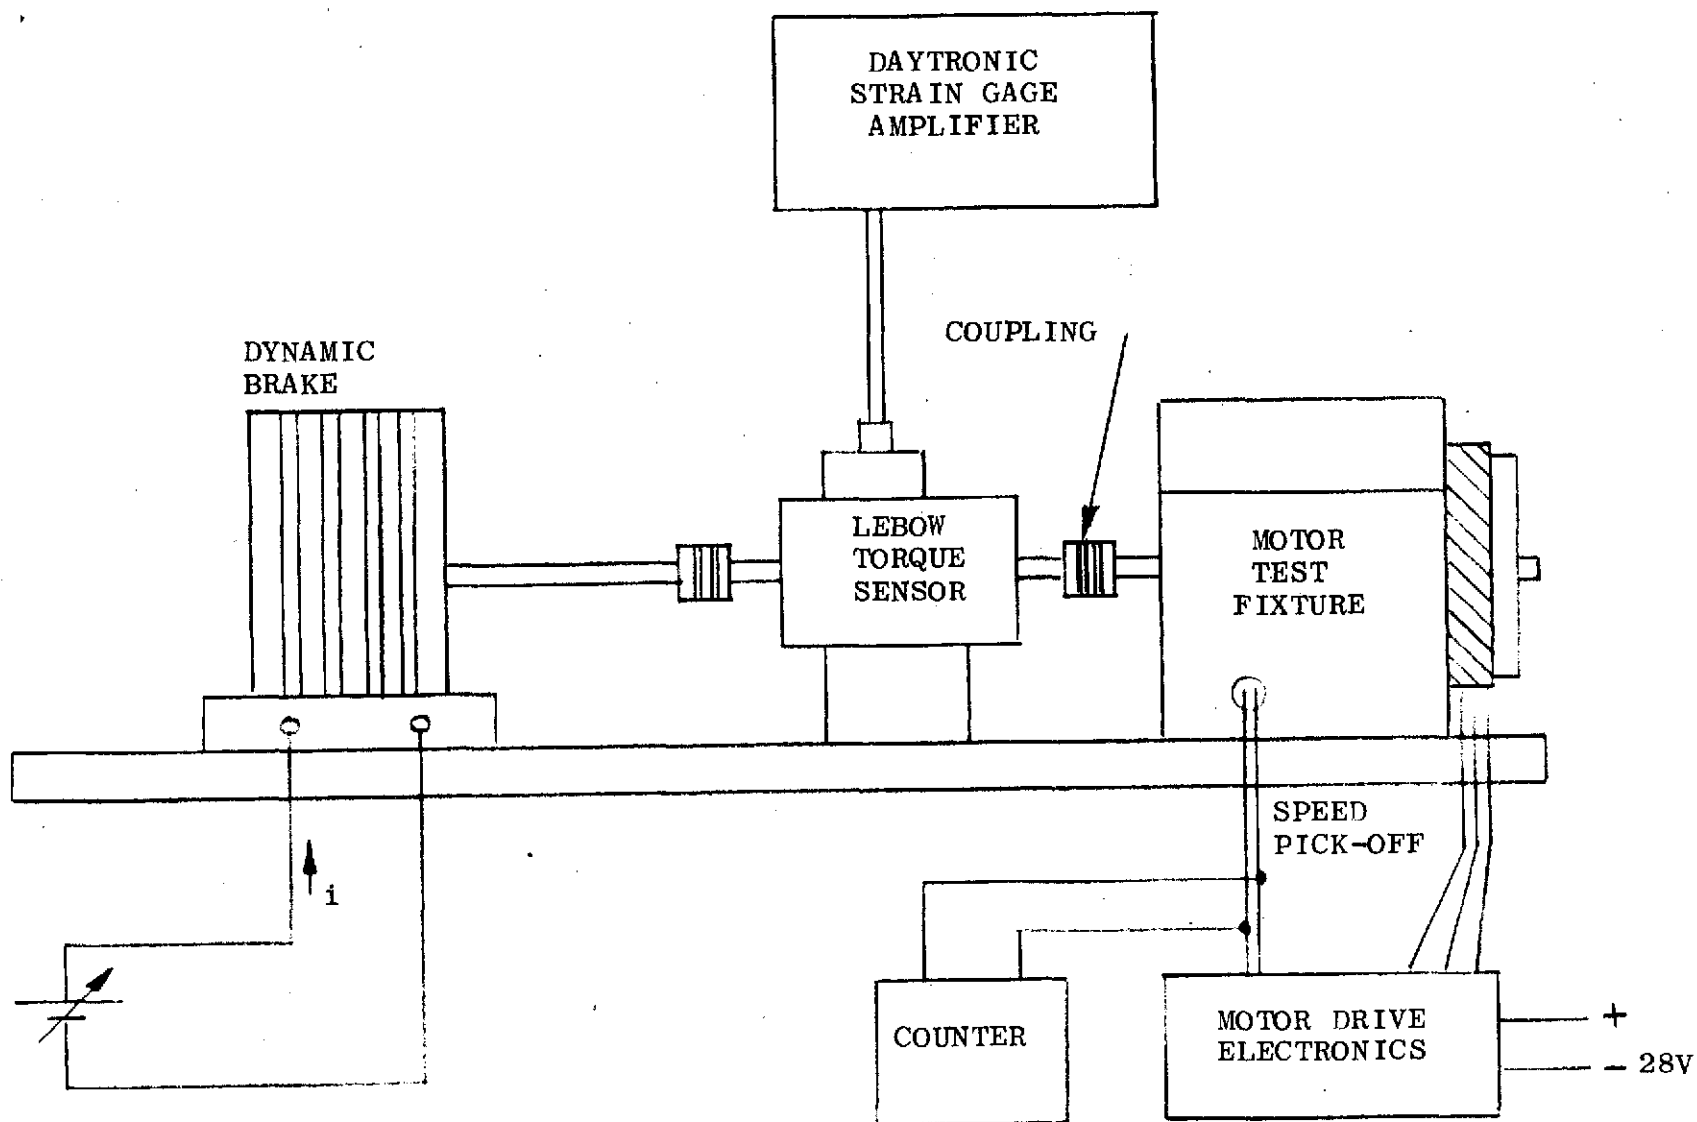 DAYTRONIC
STRAIN GAGE
AMPLIFIER
COUPLING
DYNAMIC
BRAKE
LEBOW
TORQUE
SENSOR
MOTOR
TEST
FIXTURE
SPEED
PICK-OFF
i
COUNTER
MOTOR DRIVE
ELECTRONICS
+
- 28V